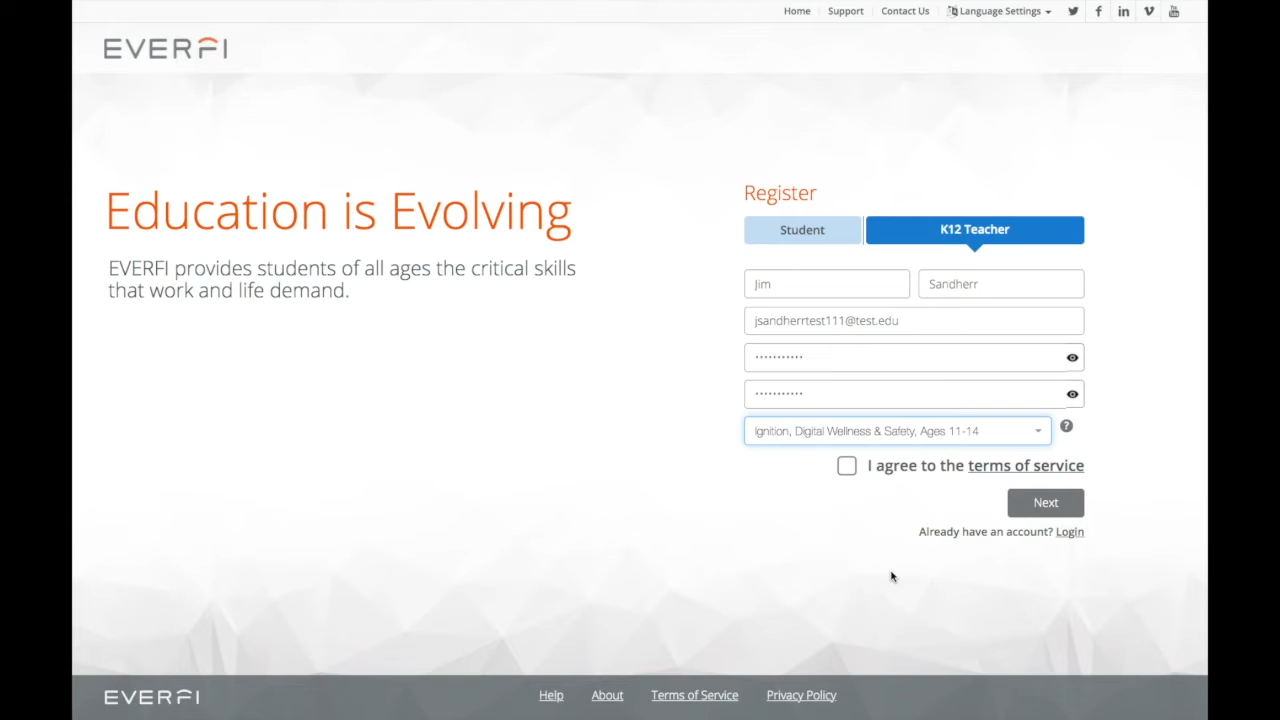 Home
Support
Contact Us
Language Settings
You
Tube
EVERFI
Education is Evolving
EVERFI provides students of all ages the critical skills
that work and life demand.
Register
Student
K12 Teacher
Jim
Sandherr
jsandherrtest111@test.edu
Ignition, Digital Wellness & Safety, Ages 11-14
?
I agree to the terms of service
Next
Already have an account? Login
EVERFI
Help
About
Terms of Service
Privacy Policy